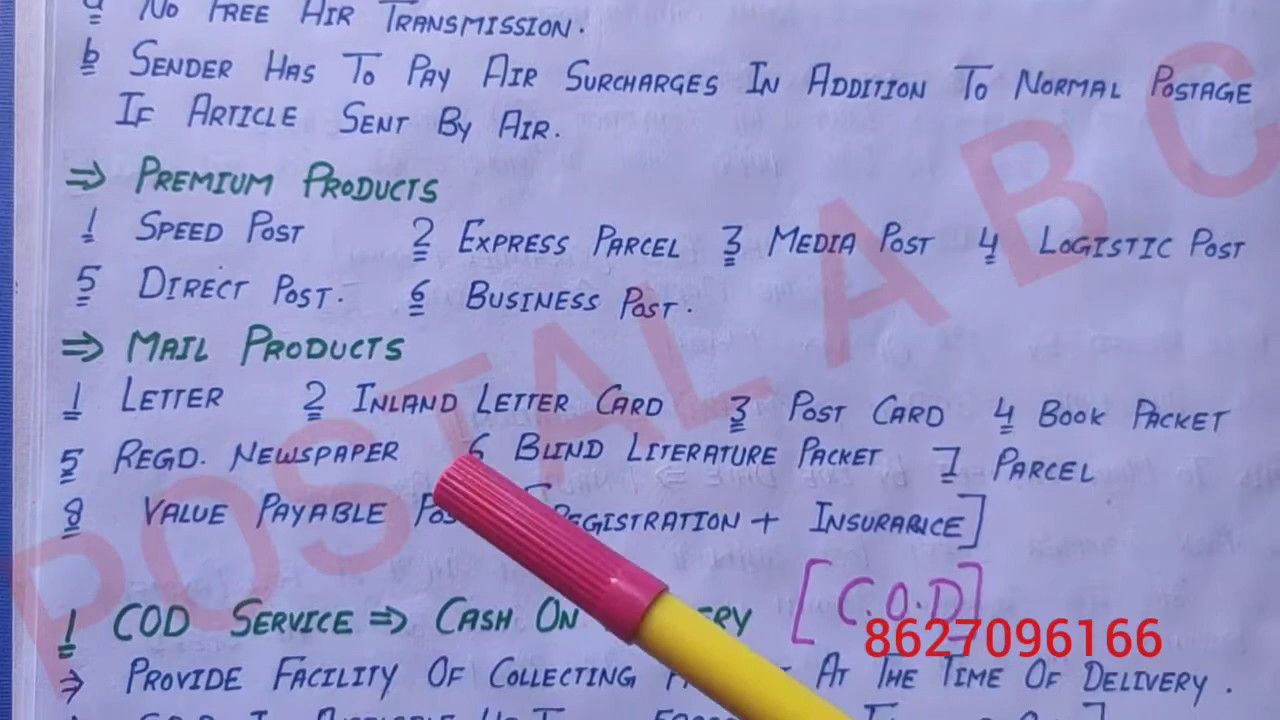 a No Free Air Transmission.
b Sender Has To Pay Air Surcharges In Addition To Normal Postage
If Article Sent By Air.
⇒ Premium Products
1 Speed Post 2 Express Parcel 3 Media Post 4 Logistic Post
5 Direct Post. 6 Business Post.
⇒ Mail Products
1 Letter 2 Inland Letter Card 3 Post Card 4 Book Packet
5 Regd. Newspaper 6 Blind Literature Packet 7 Parcel
8 Value Payable Registration + Insurance]
1 COD Service ⇒ Cash On [C.O.D]
8627096166
⇒ Provide Facility Of Collecting At The Time Of Delivery.
POSTAL ABC